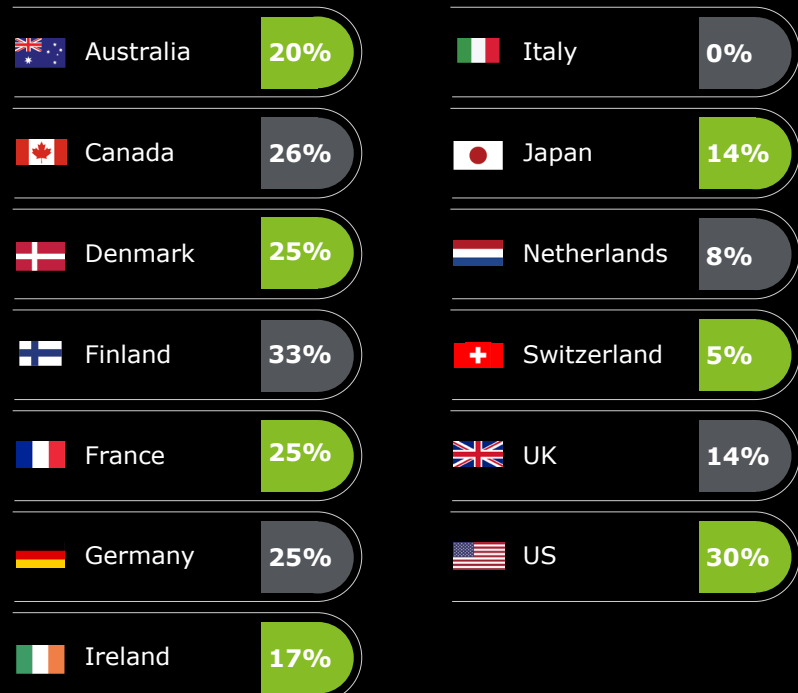 Australia 20%
Canada 26%
Denmark 25%
Finland 33%
France 25%
Germany 25%
Ireland 17%
Italy 0%
Japan 14%
Netherlands 8%
Switzerland 5%
UK 14%
US 30%